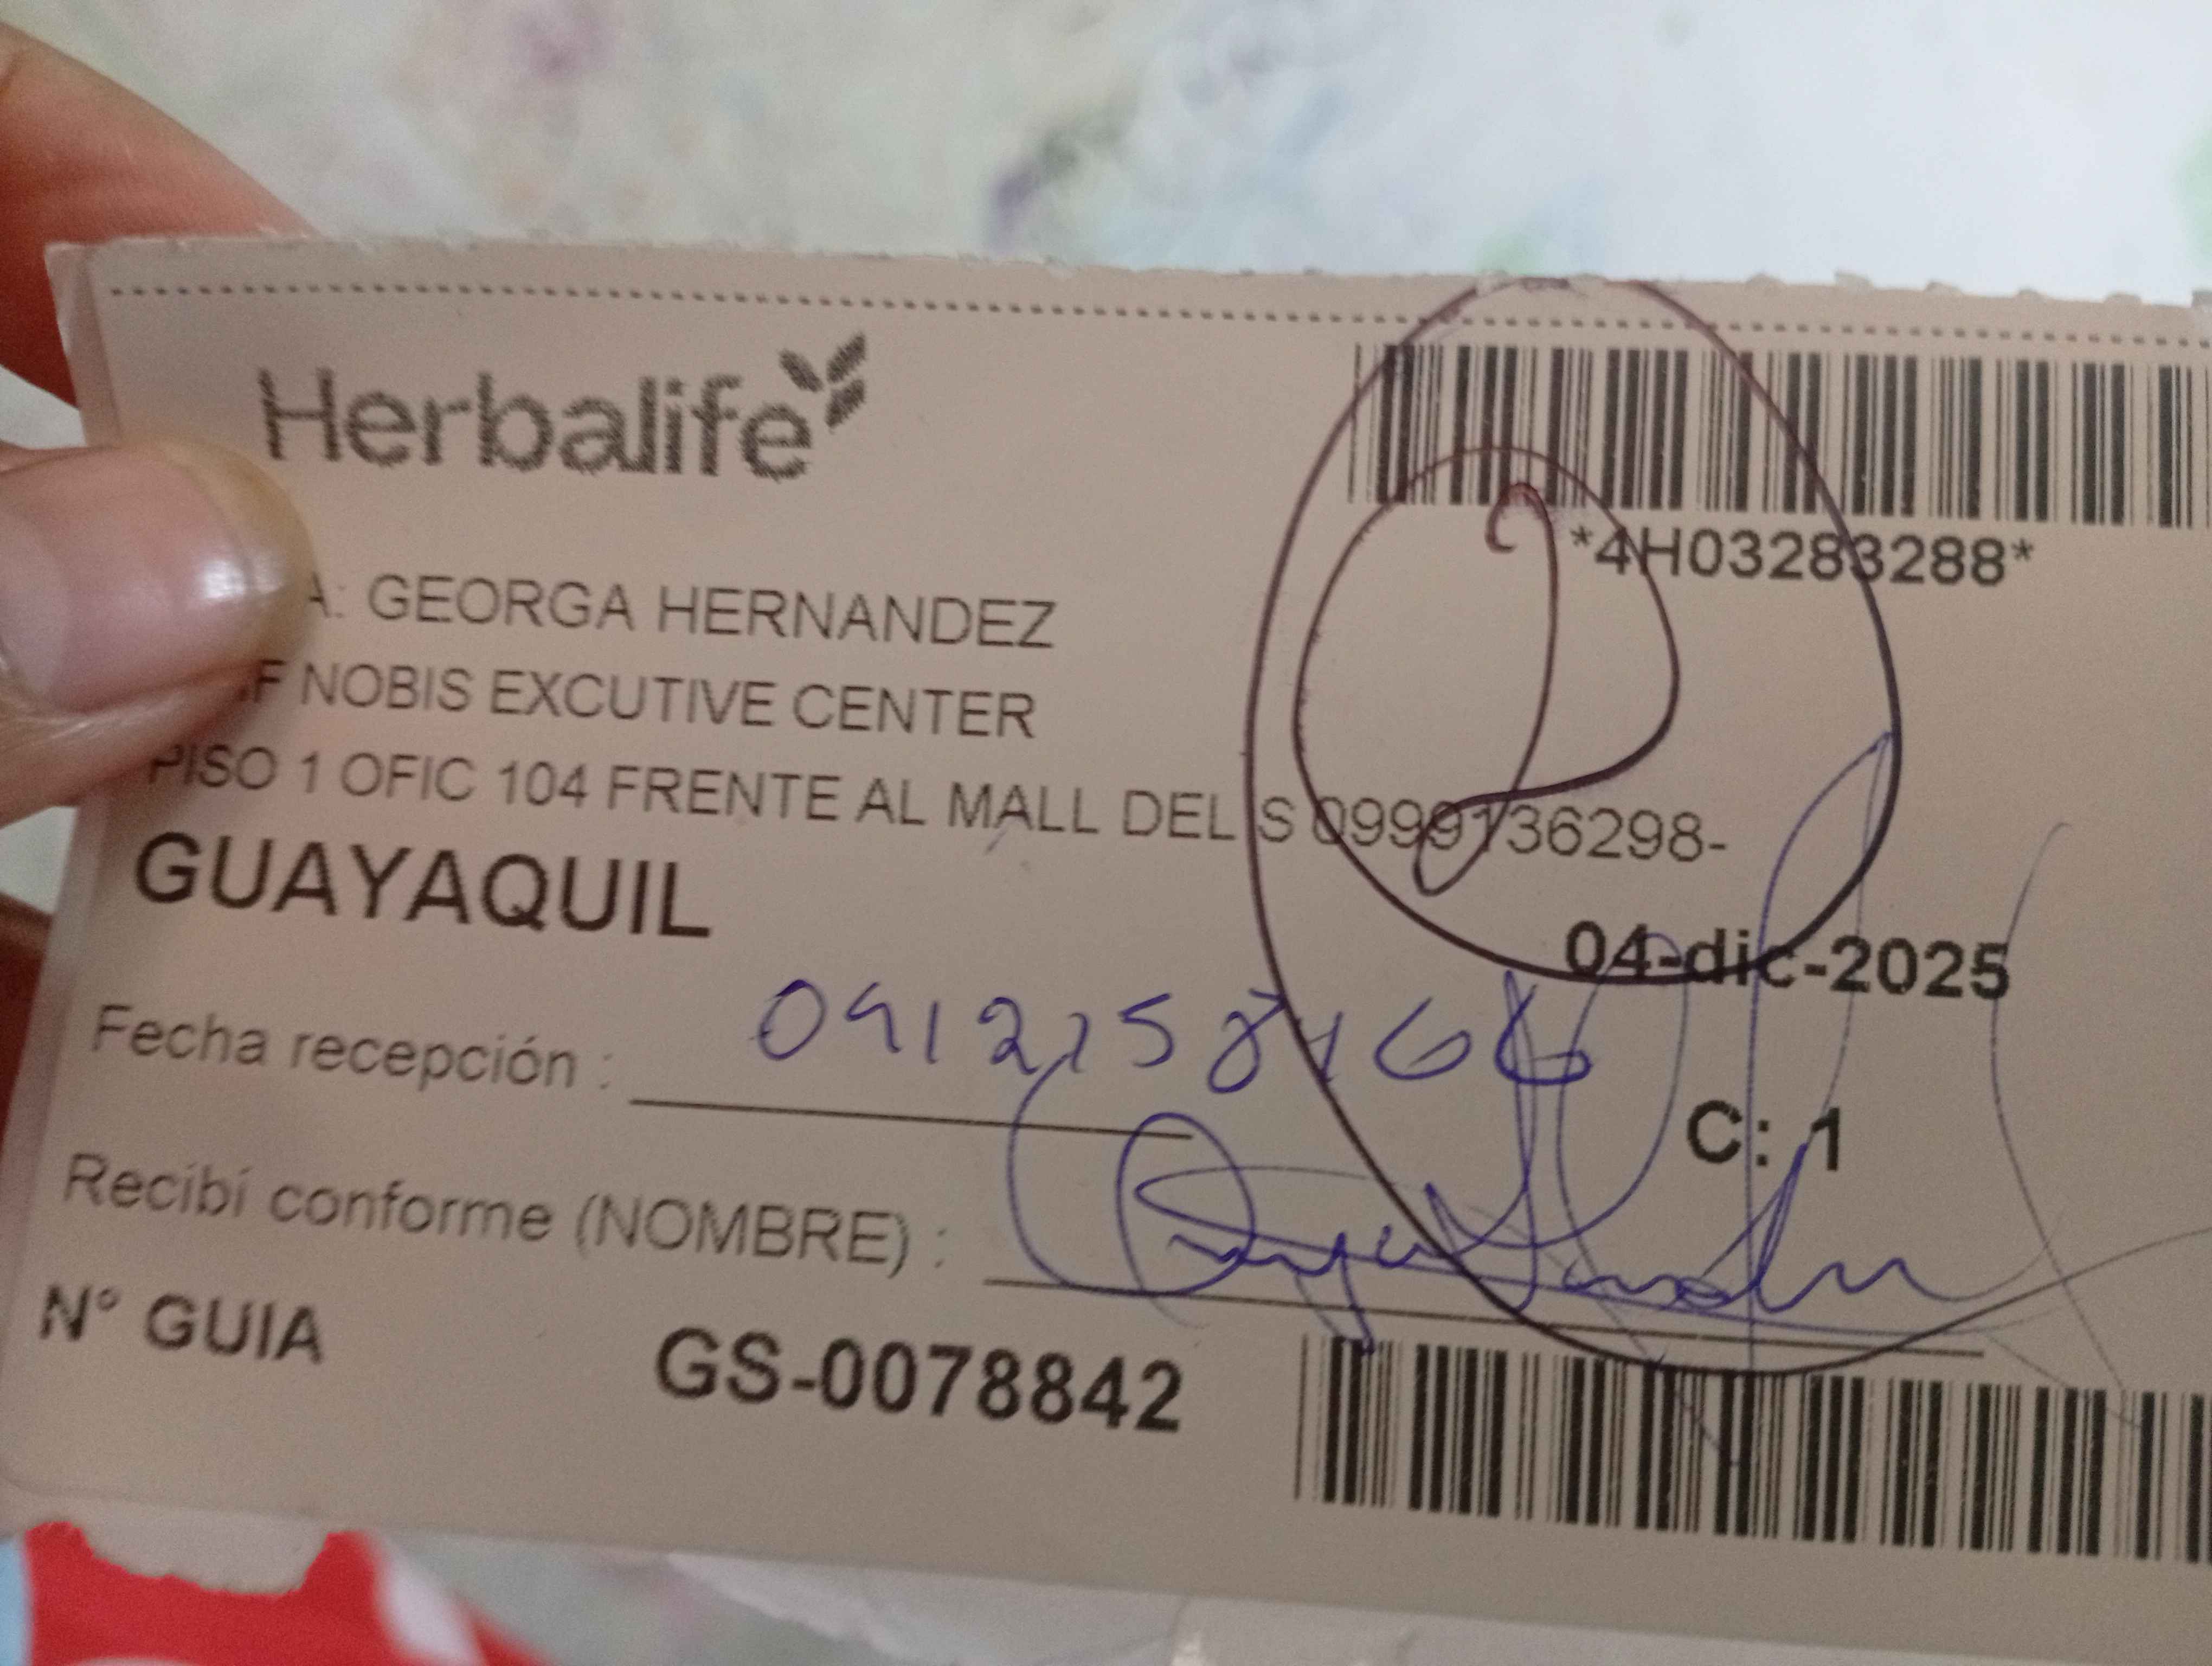 Herbalife
*4H03283288*
A: GEORGA HERNANDEZ
F NOBIS EXCUTIVE CENTER
PISO 1 OFIC 104 FRENTE AL MALL DEL S 0999136298-
GUAYAQUIL
04-dic-2025
Fecha recepción :
C: 1
Recibí conforme (NOMBRE) :
N° GUIA GS-0078842